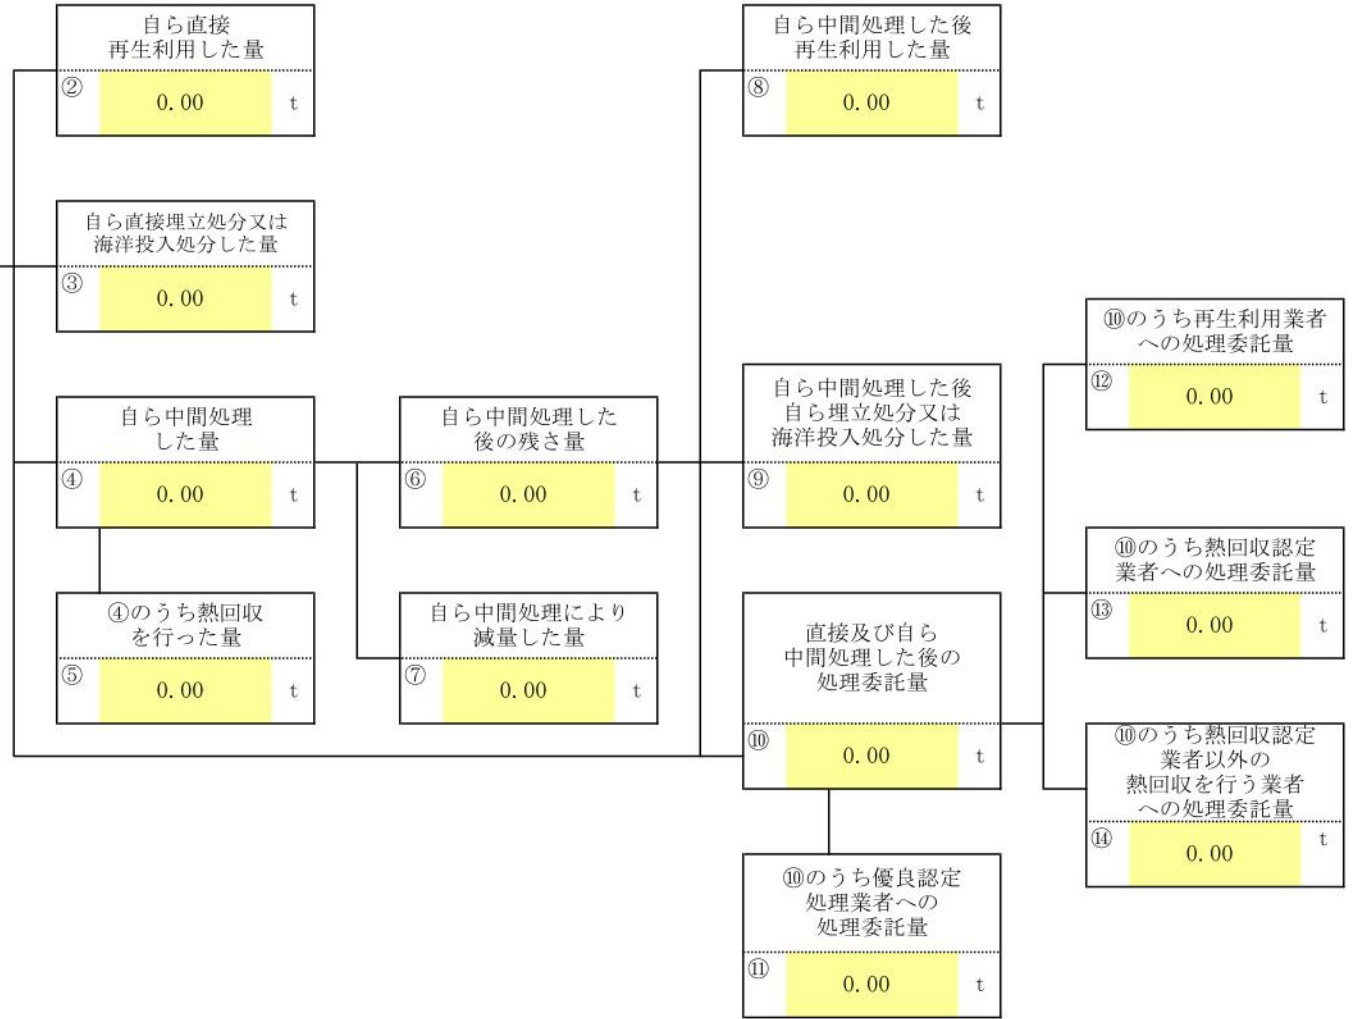 自ら直接
再生利用した量
② 0.00 t
自ら直接埋立処分又は
海洋投入処分した量
③ 0.00 t
自ら中間処理
した量
④ 0.00 t
④のうち熱回収
を行った量
⑤ 0.00 t
自ら中間処理した
後の残さ量
⑥ 0.00 t
自ら中間処理により
減量した量
⑦ 0.00 t
自ら中間処理した後
再生利用した量
⑧ 0.00 t
自ら中間処理した後
自ら埋立処分又は
海洋投入処分した量
⑨ 0.00 t
直接及び自ら
中間処理した後の
処理委託量
⑩ 0.00 t
⑩のうち優良認定
処理業者への
処理委託量
⑪ 0.00 t
⑩のうち再生利用業者
への処理委託量
⑫ 0.00 t
⑩のうち熱回収認定
業者への処理委託量
⑬ 0.00 t
⑩のうち熱回収認定
業者以外の
熱回収を行う業者
への処理委託量
⑭ 0.00 t